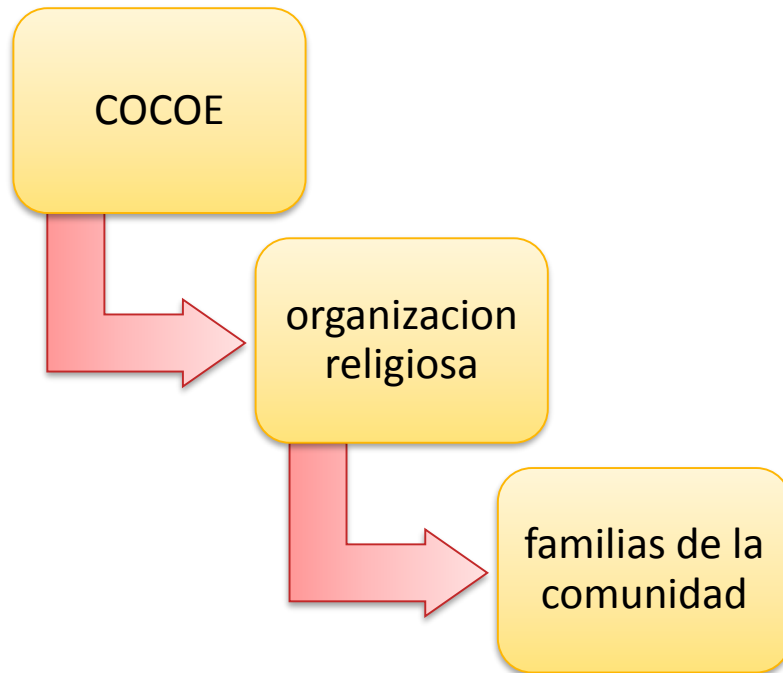 COCOE
organizacion
religiosa
familias de la
comunidad